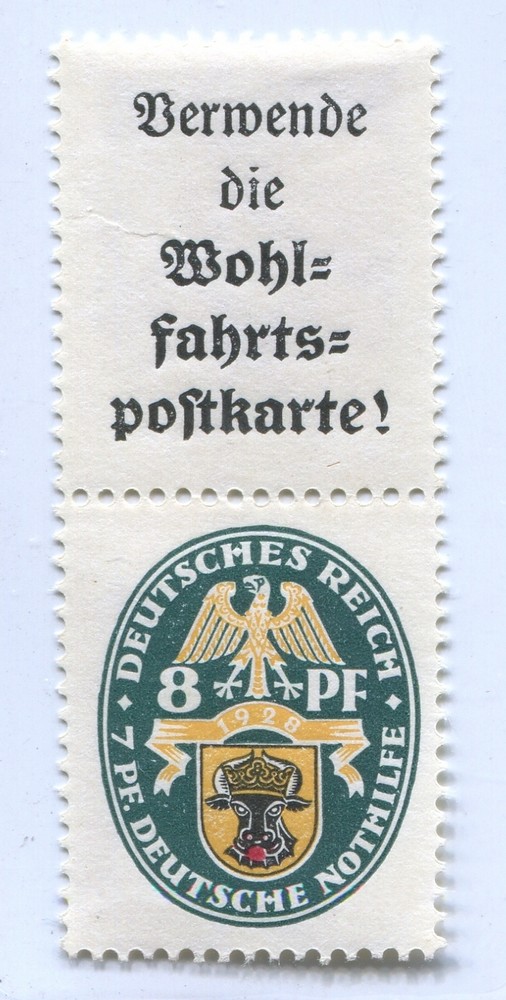 Verwende
die
Wohl=
fahrts=
poſtkarte!
DEUTSCHES REICH
8 PF
1928
7 PF. DEUTSCHE NOTHILFE